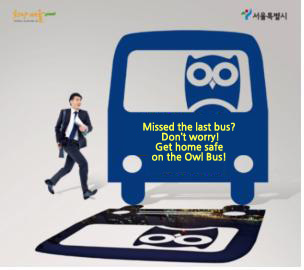 서울특별시
Missed the last bus?
Don't worry!
Get home safe
on the Owl Bus!